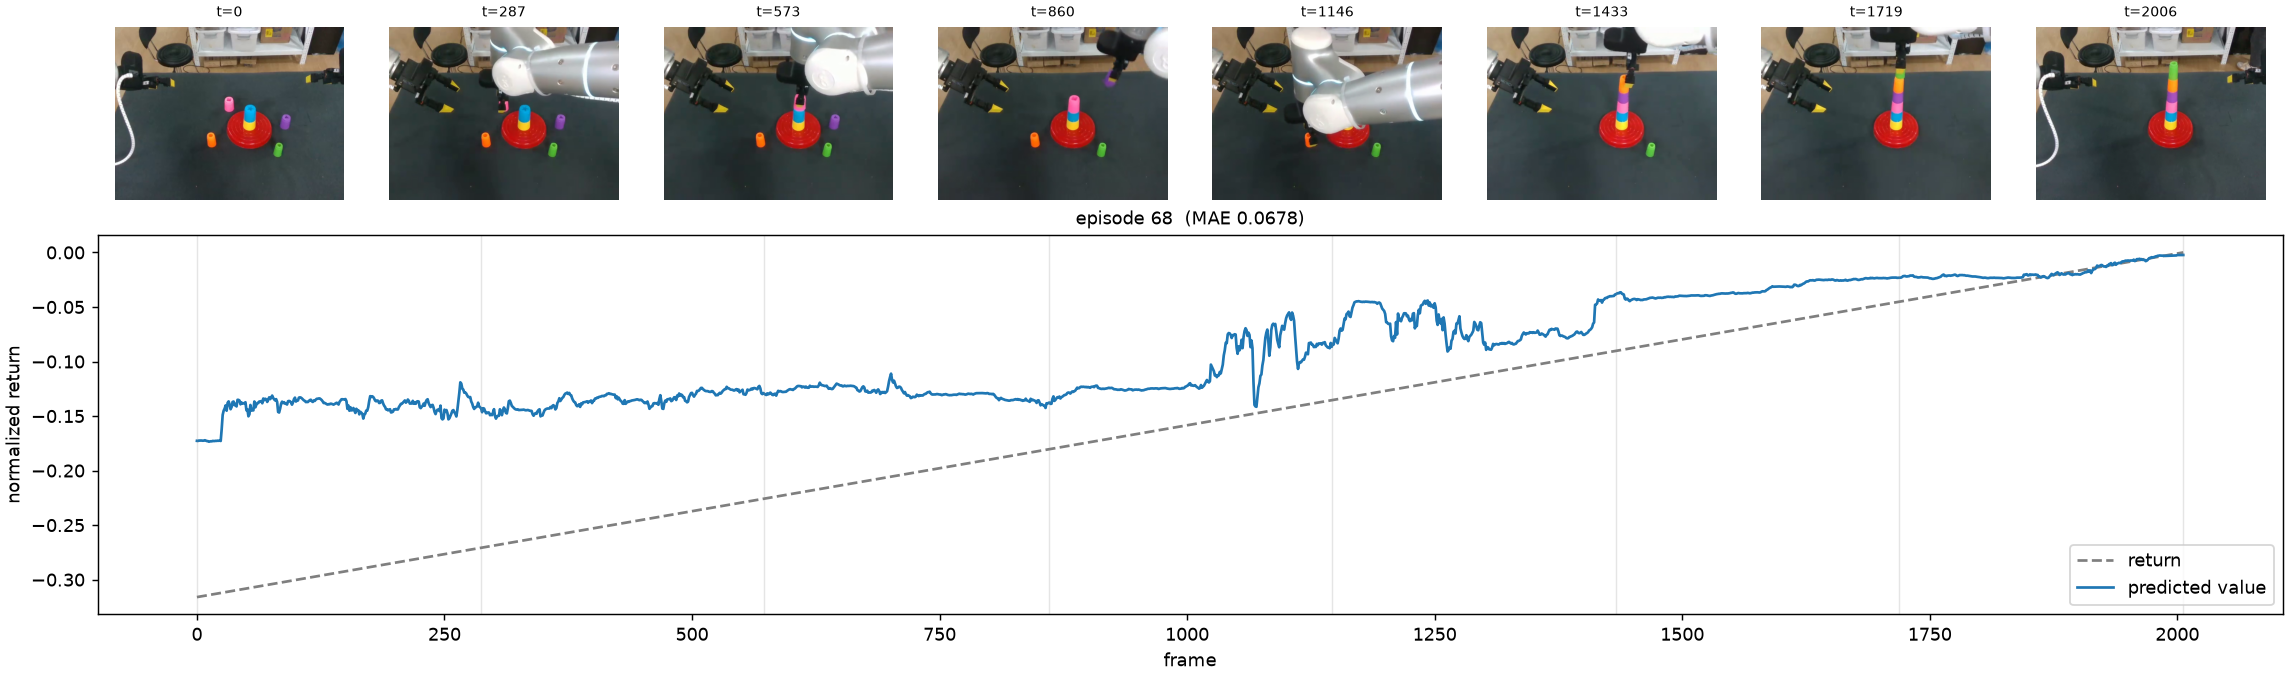 t=0 t=287 t=573 t=860 t=1146 t=1433 t=1719 t=2006
episode 68 (MAE 0.0678)
normalized return
0.00
−0.05
−0.10
−0.15
−0.20
−0.25
−0.30
return
predicted value
0 250 500 750 1000 1250 1500 1750 2000
frame